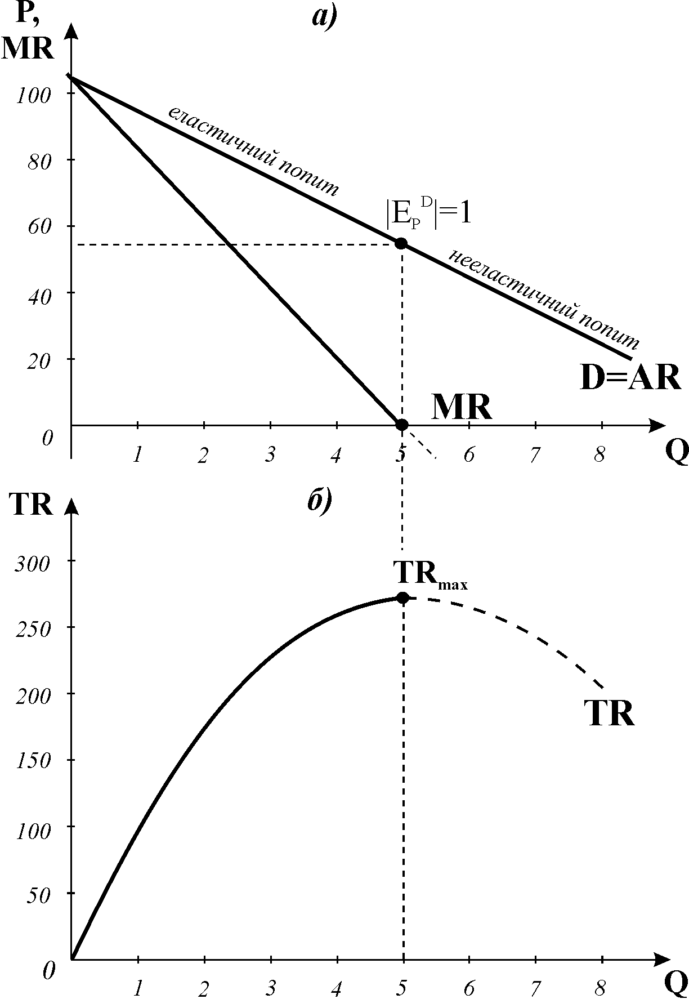 P,
MR
а)
100
80
60
40
20
0
еластичний попит
|E_P^D|=1
нееластичний попит
D=AR
MR
1 2 3 4 5 6 7 8 Q
TR
б)
300
250
200
150
100
50
0
TRmax
TR
1 2 3 4 5 6 7 8 Q